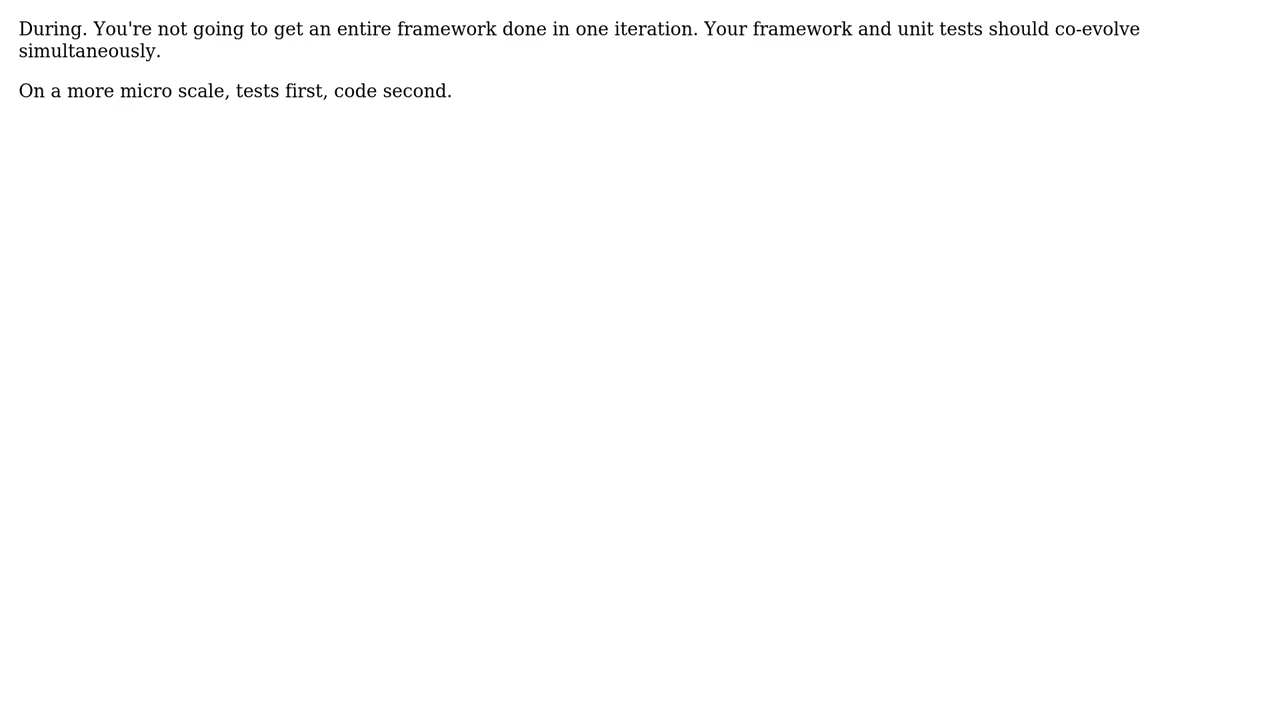 During. You're not going to get an entire framework done in one iteration. Your framework and unit tests should co-evolve
simultaneously.
On a more micro scale, tests first, code second.